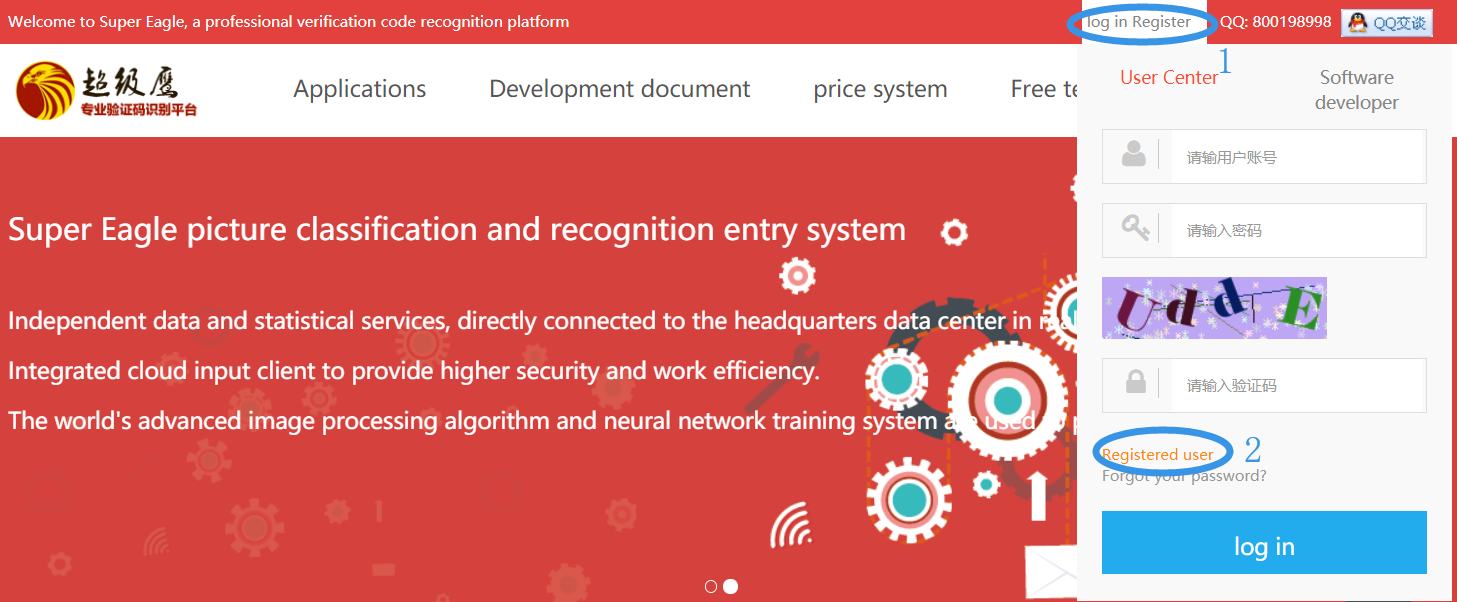 Welcome to Super Eagle, a professional verification code recognition platform
log in Register
QQ: 800198998
QQ交谈
超级鹰
专业验证码识别平台
Applications
Development document
price system
Free te
1
User Center
Software
developer
请输用户账号
请输入密码
Super Eagle picture classification and recognition entry system
Independent data and statistical services, directly connected to the headquarters data center in real
Integrated cloud input client to provide higher security and work efficiency.
The world's advanced image processing algorithm and neural network training system are used to p
UddE
请输入验证码
Registered user
2
Forgot your password?
log in